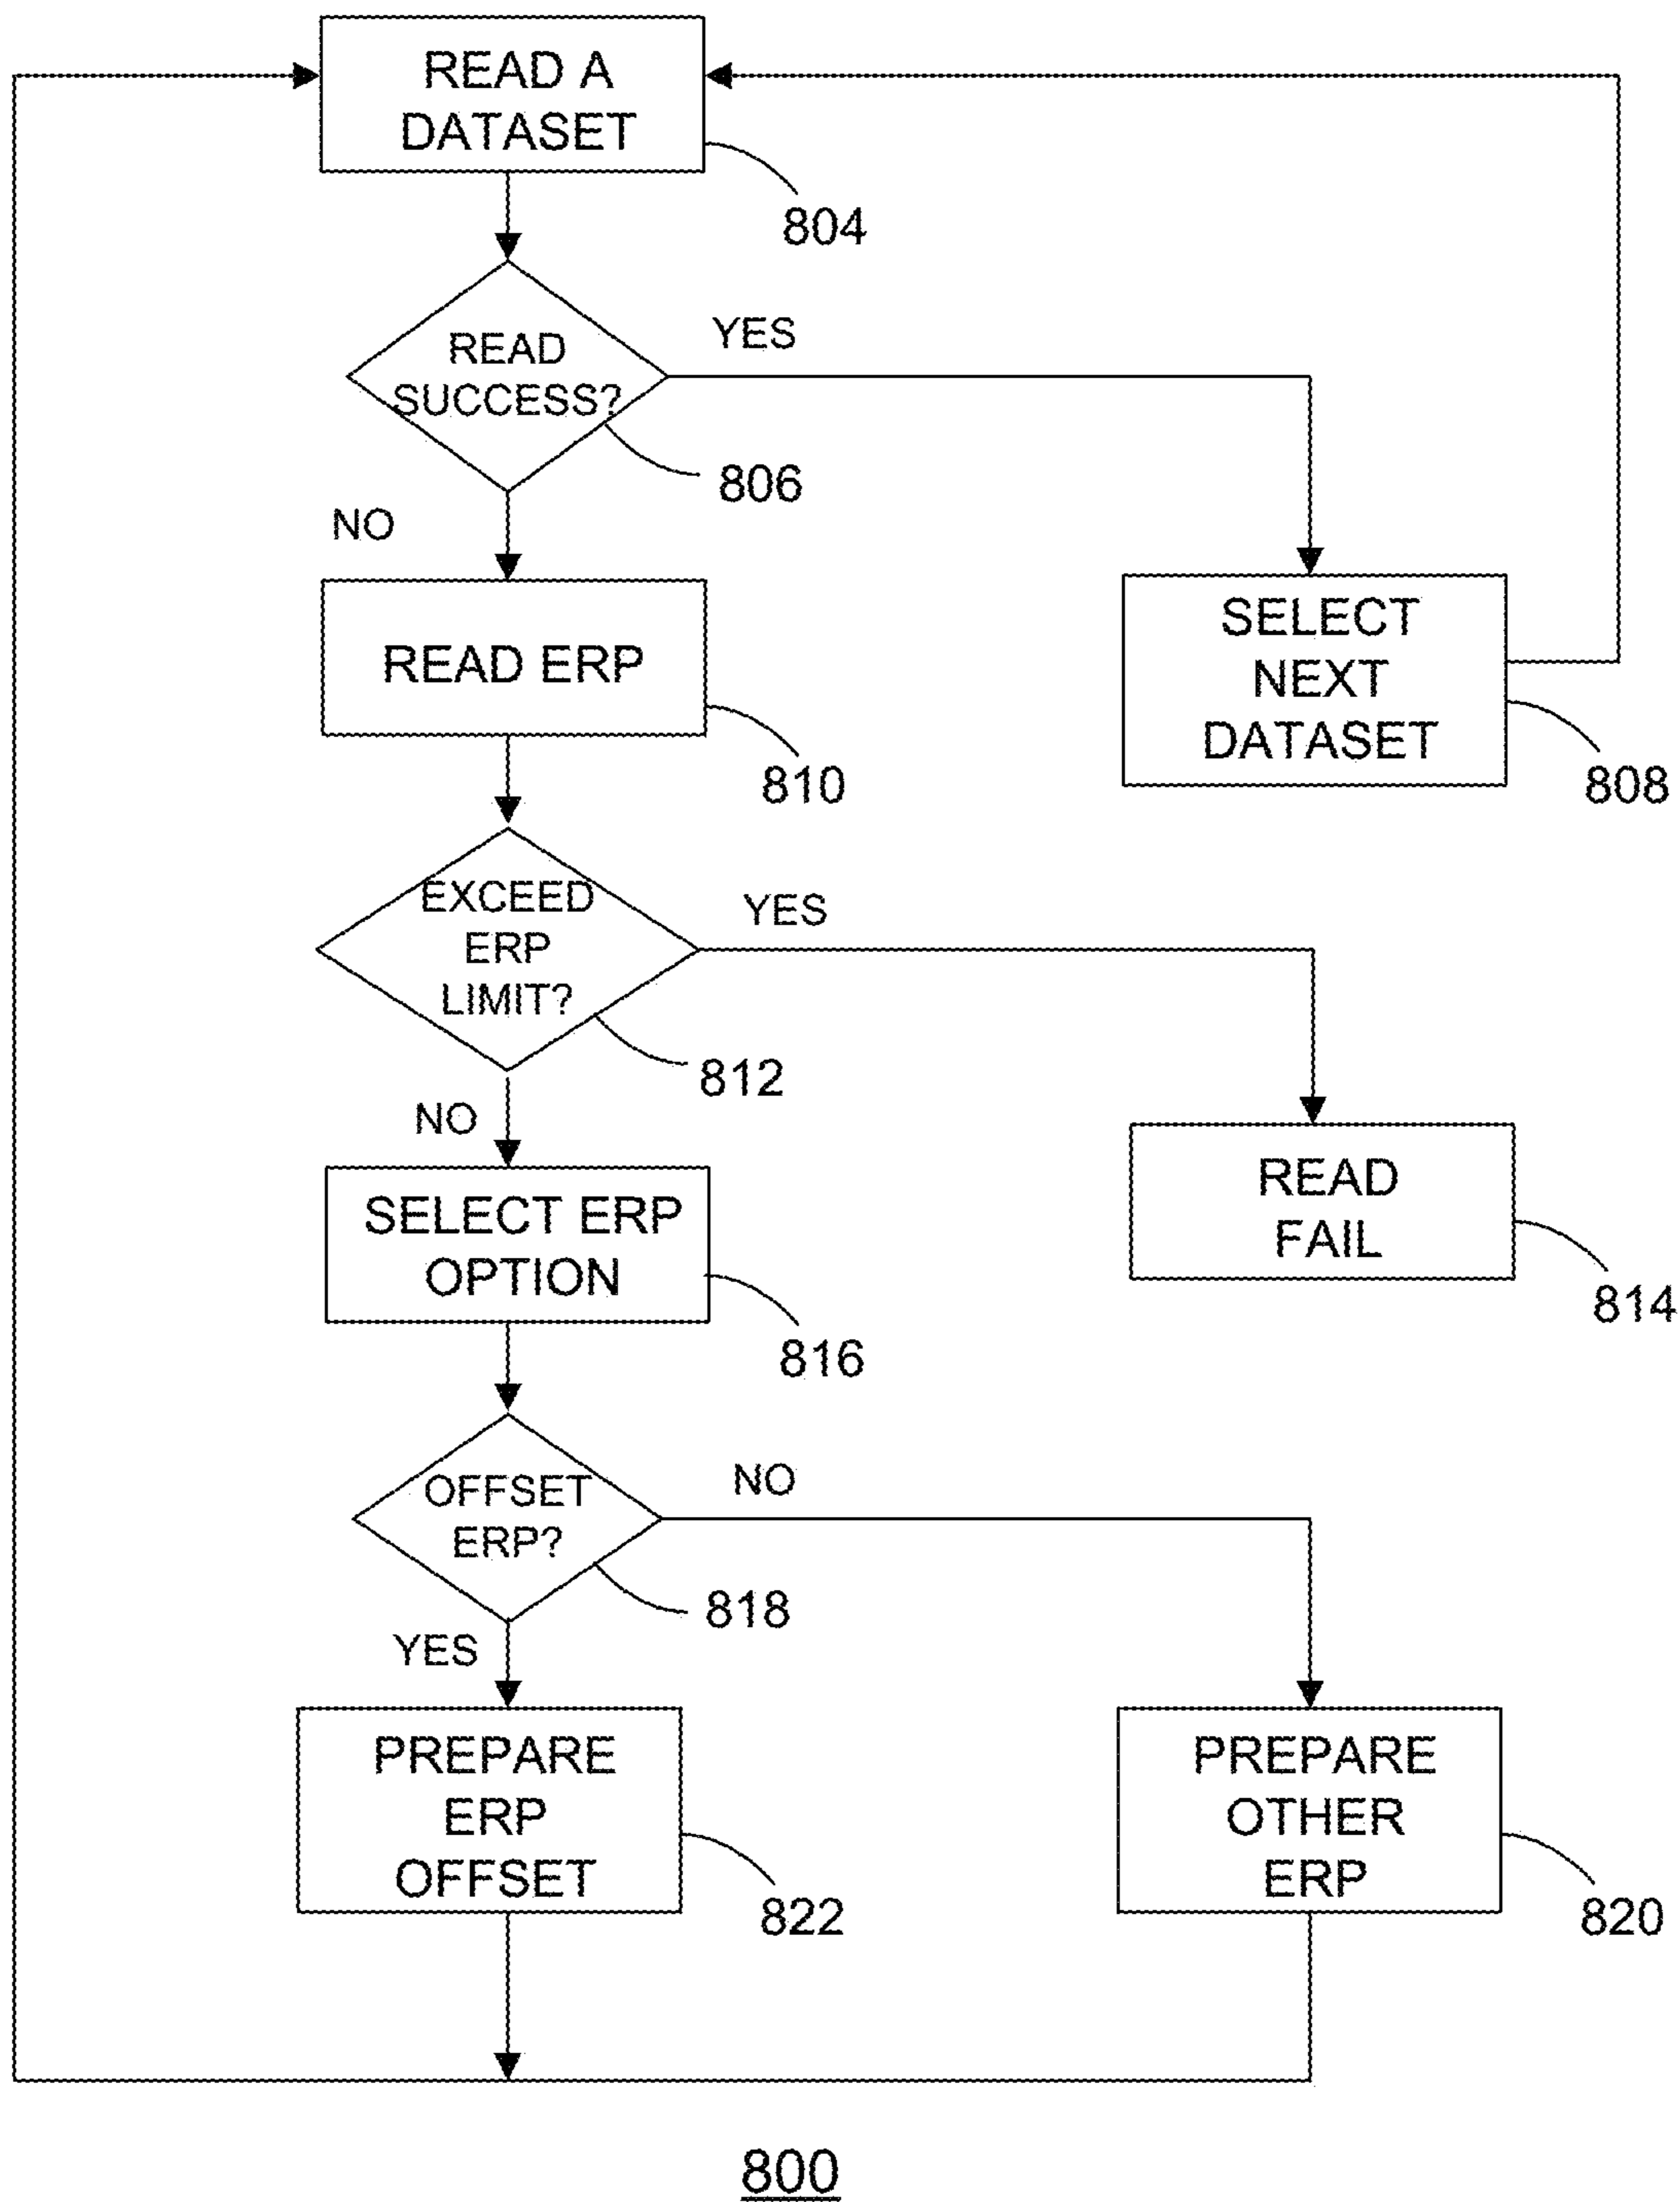 READ A
DATASET
804
READ
SUCCESS?
YES
806
NO
READ ERP
810
SELECT
NEXT
DATASET
808
EXCEED
ERP
LIMIT?
YES
812
NO
READ
FAIL
814
SELECT ERP
OPTION
816
OFFSET
ERP?
NO
818
YES
PREPARE
ERP
OFFSET
822
PREPARE
OTHER
ERP
820
800